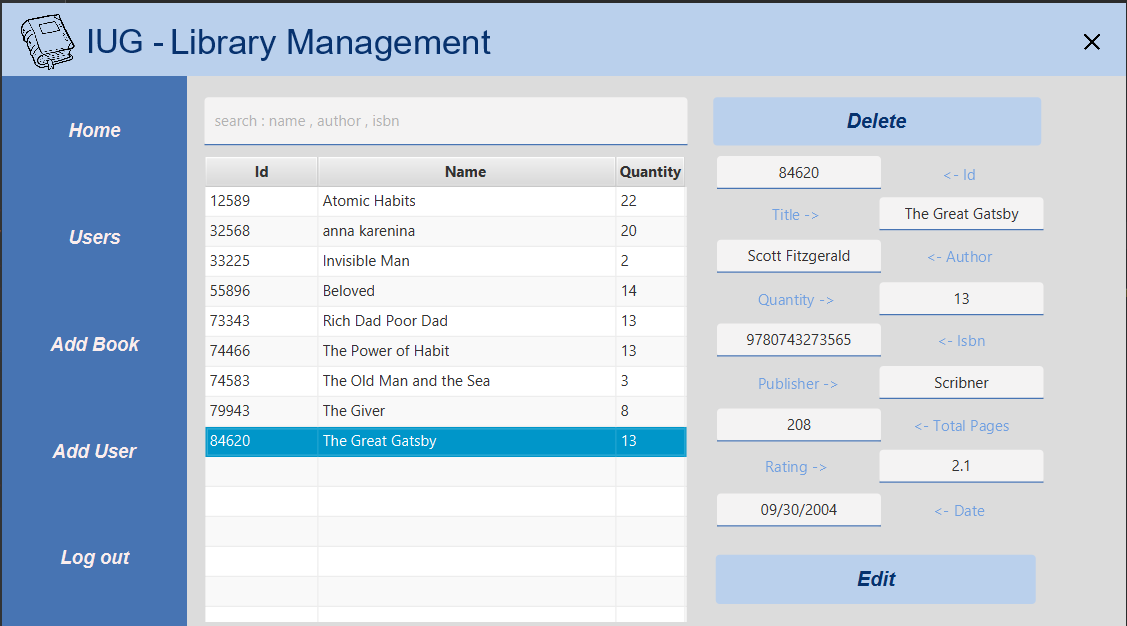 IUG - Library Management
Home
Users
Add Book
Add User
Log out
search : name , author , isbn
Id Name Quantity
12589 Atomic Habits 22
32568 anna karenina 20
33225 Invisible Man 2
55896 Beloved 14
73343 Rich Dad Poor Dad 13
74466 The Power of Habit 13
74583 The Old Man and the Sea 3
79943 The Giver 8
84620 The Great Gatsby 13
Delete
84620 <- Id
Title -> The Great Gatsby
Scott Fitzgerald <- Author
Quantity -> 13
9780743273565 <- Isbn
Publisher -> Scribner
208 <- Total Pages
Rating -> 2.1
09/30/2004 <- Date
Edit